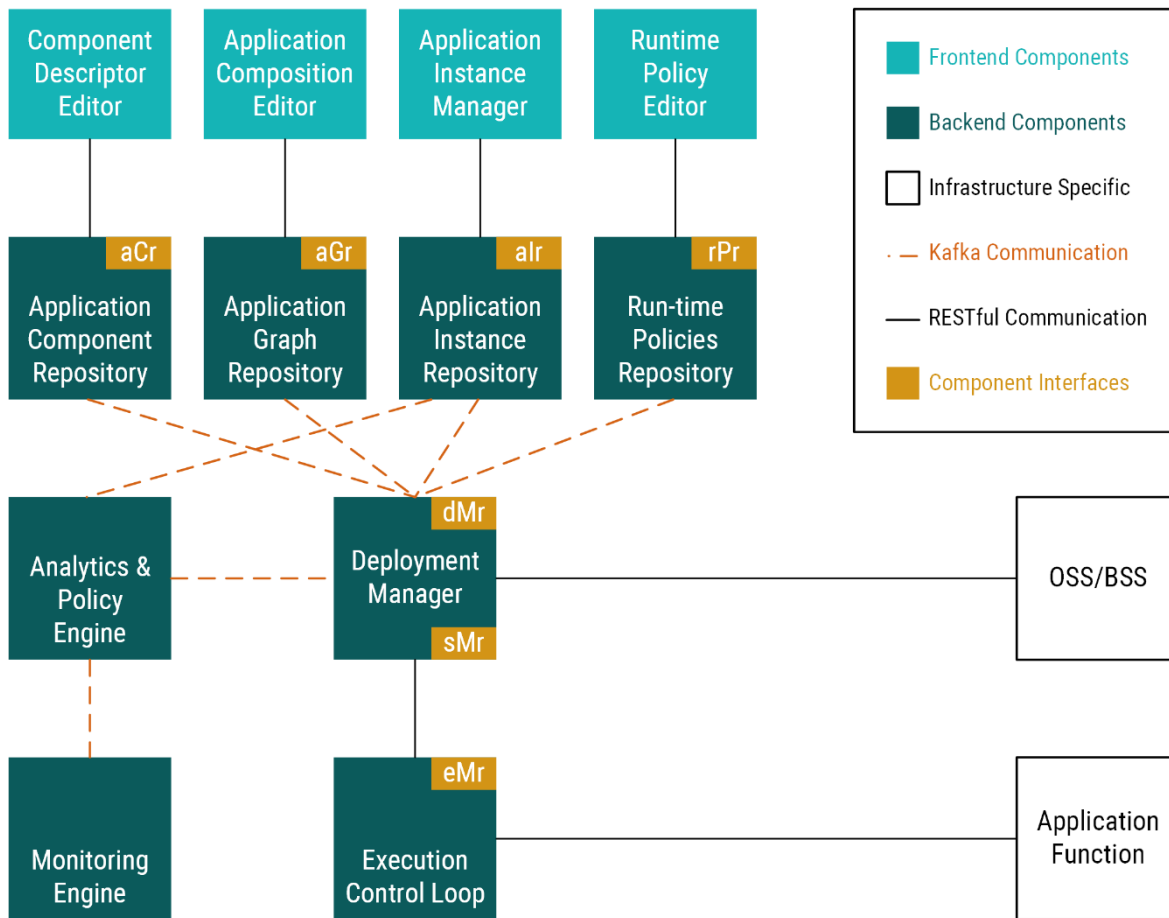 Component
Descriptor
Editor
Application
Composition
Editor
Application
Instance
Manager
Runtime
Policy
Editor
Frontend Components
Backend Components
Infrastructure Specific
Kafka Communication
RESTful Communication
Component Interfaces
aCr
Application
Component
Repository
aGr
Application
Graph
Repository
aIr
Application
Instance
Repository
rPr
Run-time
Policies
Repository
Analytics &
Policy
Engine
dMr
Deployment
Manager
sMr
OSS/BSS
Monitoring
Engine
eMr
Execution
Control Loop
Application
Function